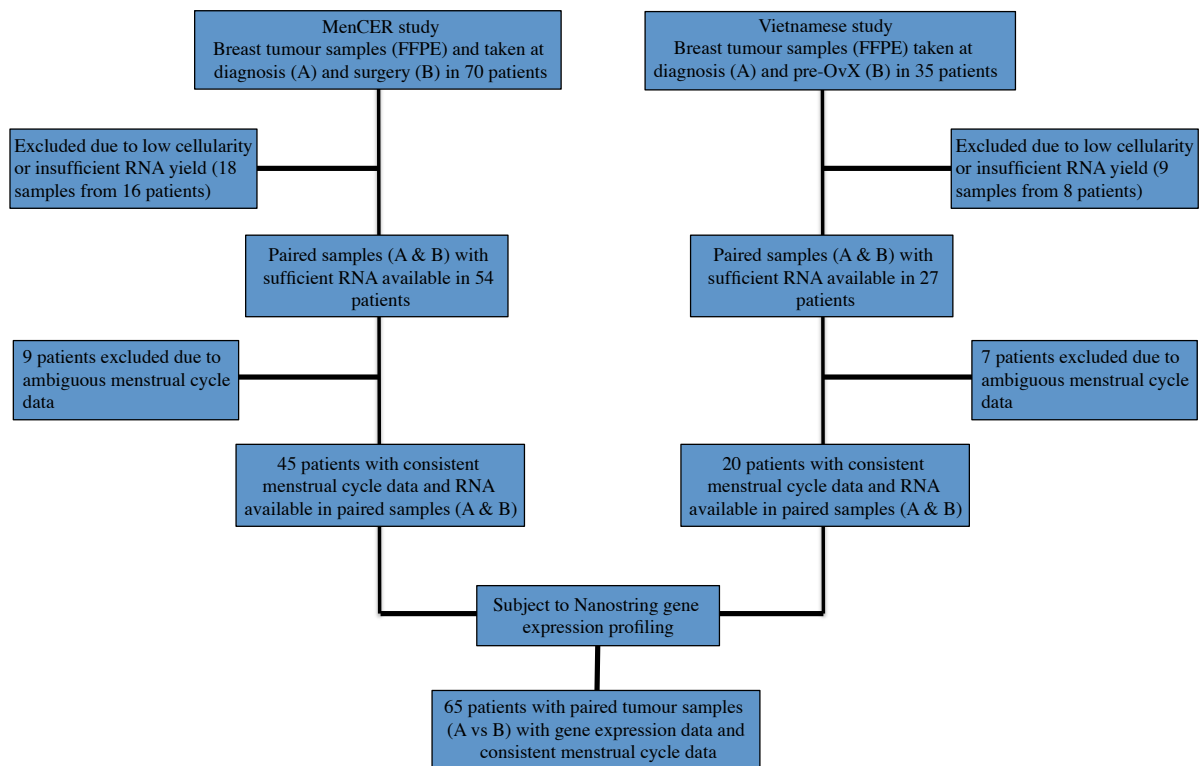 MenCER study
Breast tumour samples (FFPE) and taken at
diagnosis (A) and surgery (B) in 70 patients
Vietnamese study
Breast tumour samples (FFPE) taken at
diagnosis (A) and pre-OvX (B) in 35 patients
Excluded due to low cellularity
or insufficient RNA yield (18
samples from 16 patients)
Excluded due to low cellularity
or insufficient RNA yield (9
samples from 8 patients)
Paired samples (A & B) with
sufficient RNA available in 54
patients
Paired samples (A & B) with
sufficient RNA available in 27
patients
9 patients excluded due to
ambiguous menstrual cycle
data
7 patients excluded due to
ambiguous menstrual cycle
data
45 patients with consistent
menstrual cycle data and RNA
available in paired samples (A & B)
20 patients with consistent
menstrual cycle data and RNA
available in paired samples (A & B)
Subject to Nanostring gene
expression profiling
65 patients with paired tumour samples
(A vs B) with gene expression data and
consistent menstrual cycle data